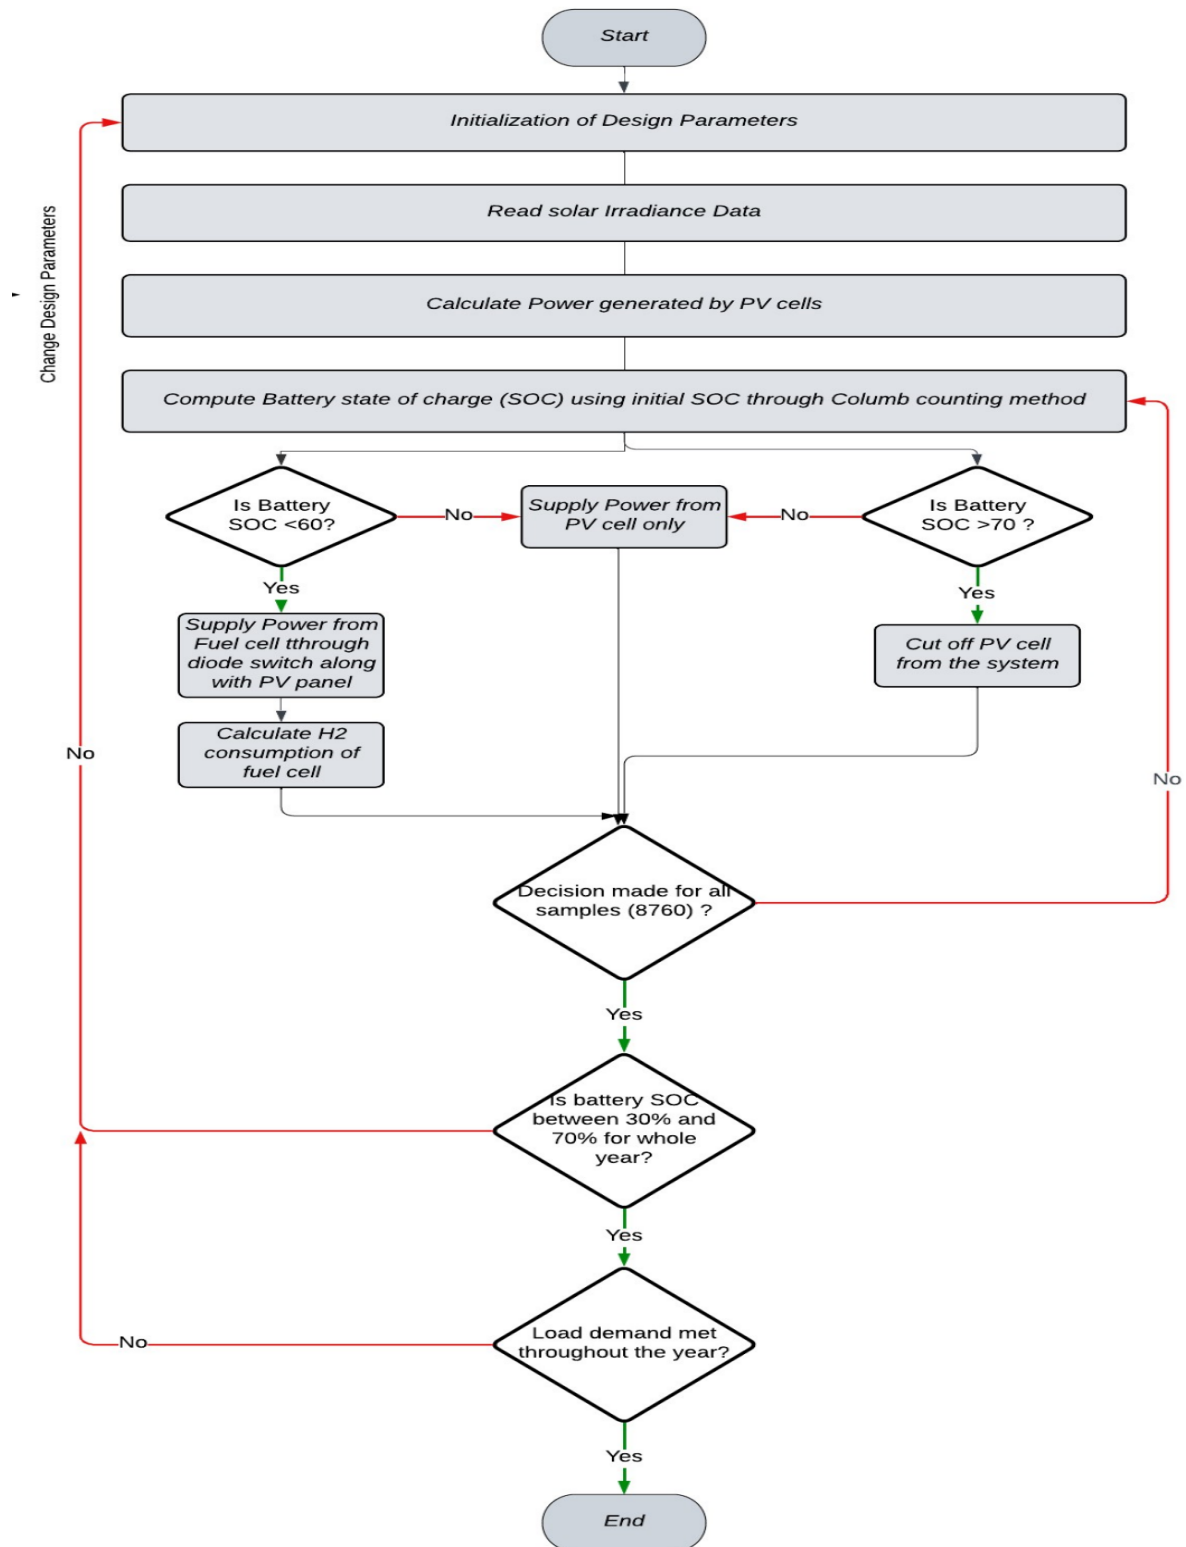 Start
Initialization of Design Parameters
Read solar Irradiance Data
Change Design Parameters
Calculate Power generated by PV cells
Compute Battery state of charge (SOC) using initial SOC through Columb counting method
Is Battery
SOC <60?
No
Supply Power from
PV cell only
No
Is Battery
SOC >70 ?
Yes
Yes
Supply Power from
Fuel cell tthrough
diode switch along
with PV panel
Cut off PV cell
from the system
Calculate H2
consumption of
fuel cell
No
No
Decision made for all
samples (8760) ?
Yes
Is battery SOC
between 30% and
70% for whole
year?
Yes
Load demand met
throughout the year?
No
Yes
End